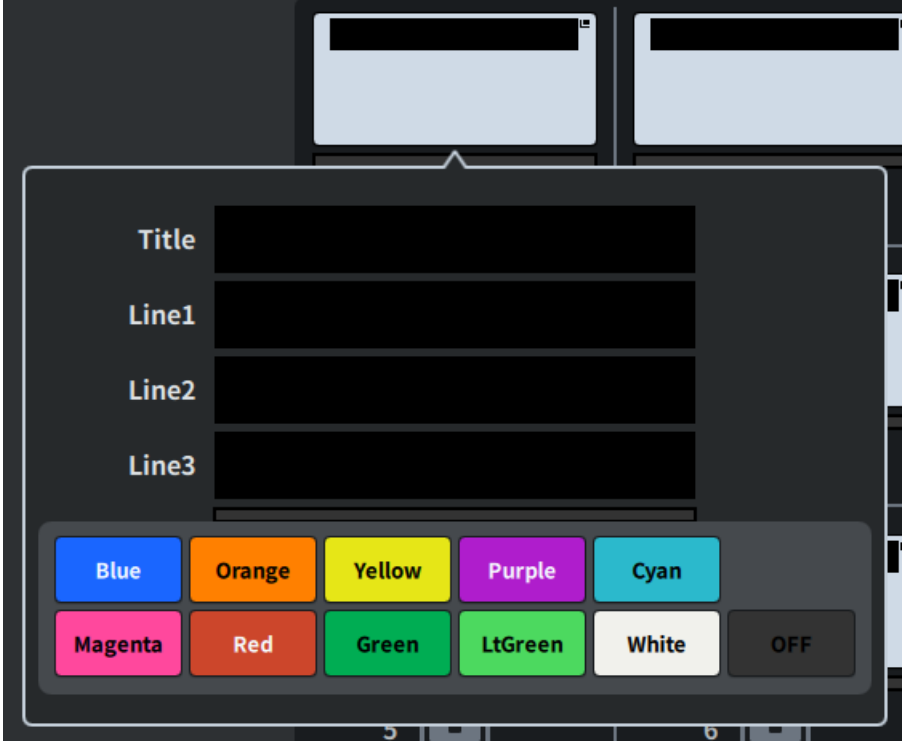 Title
Line1
Line2
Line3
Blue Orange Yellow Purple Cyan
Magenta Red Green LtGreen White OFF
5 6